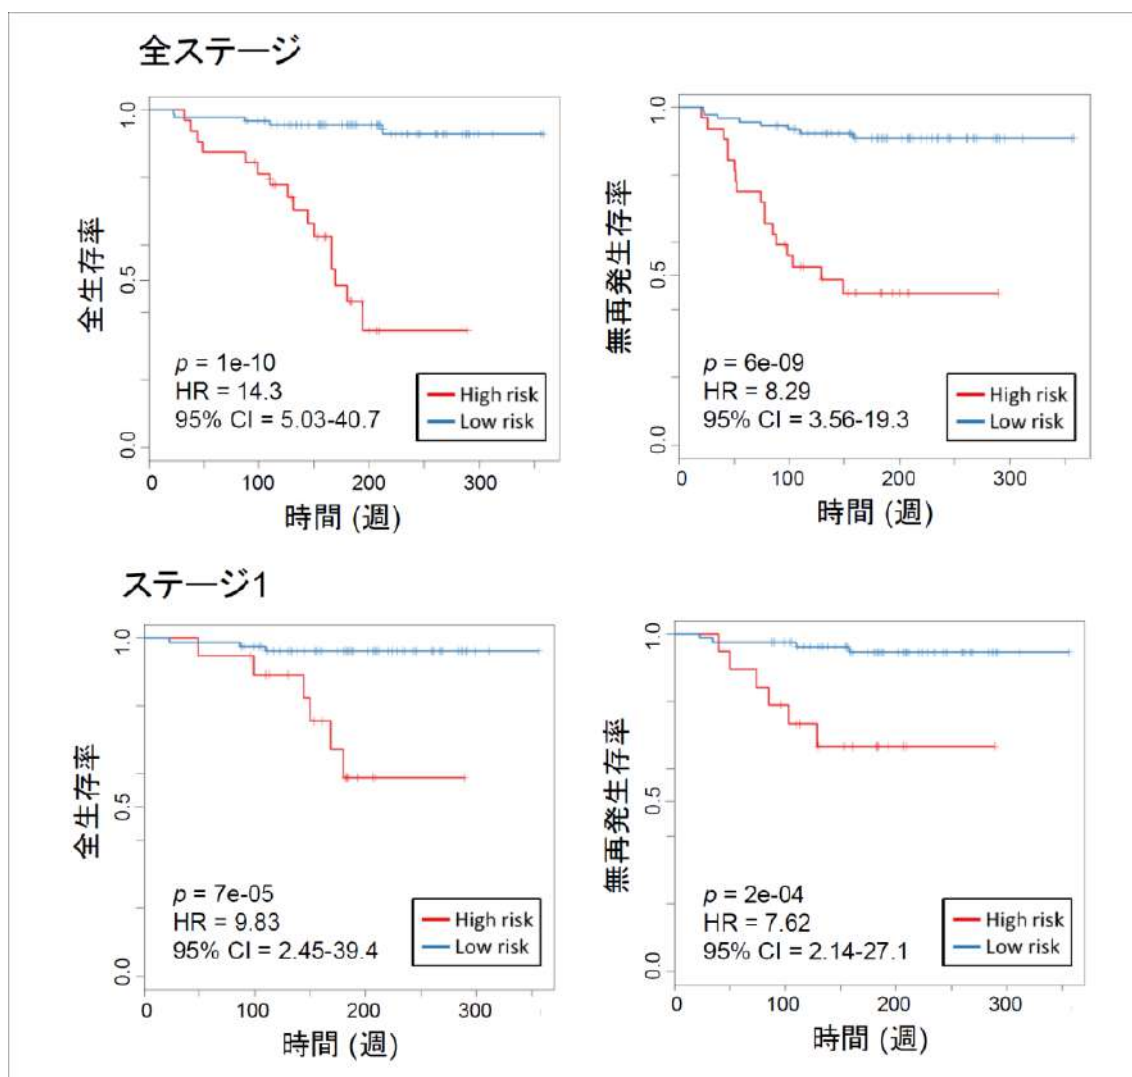 全ステージ
全生存率
1.0
0.5
0.0
p = 1e-10
HR = 14.3
95% CI = 5.03-40.7
High risk
Low risk
0 100 200 300
時間 (週)
無再発生存率
1.0
0.5
0.0
p = 6e-09
HR = 8.29
95% CI = 3.56-19.3
High risk
Low risk
0 100 200 300
時間 (週)
ステージ1
全生存率
1.0
0.5
0.0
p = 7e-05
HR = 9.83
95% CI = 2.45-39.4
High risk
Low risk
0 100 200 300
時間 (週)
無再発生存率
1.0
0.5
0.0
p = 2e-04
HR = 7.62
95% CI = 2.14-27.1
High risk
Low risk
0 100 200 300
時間 (週)